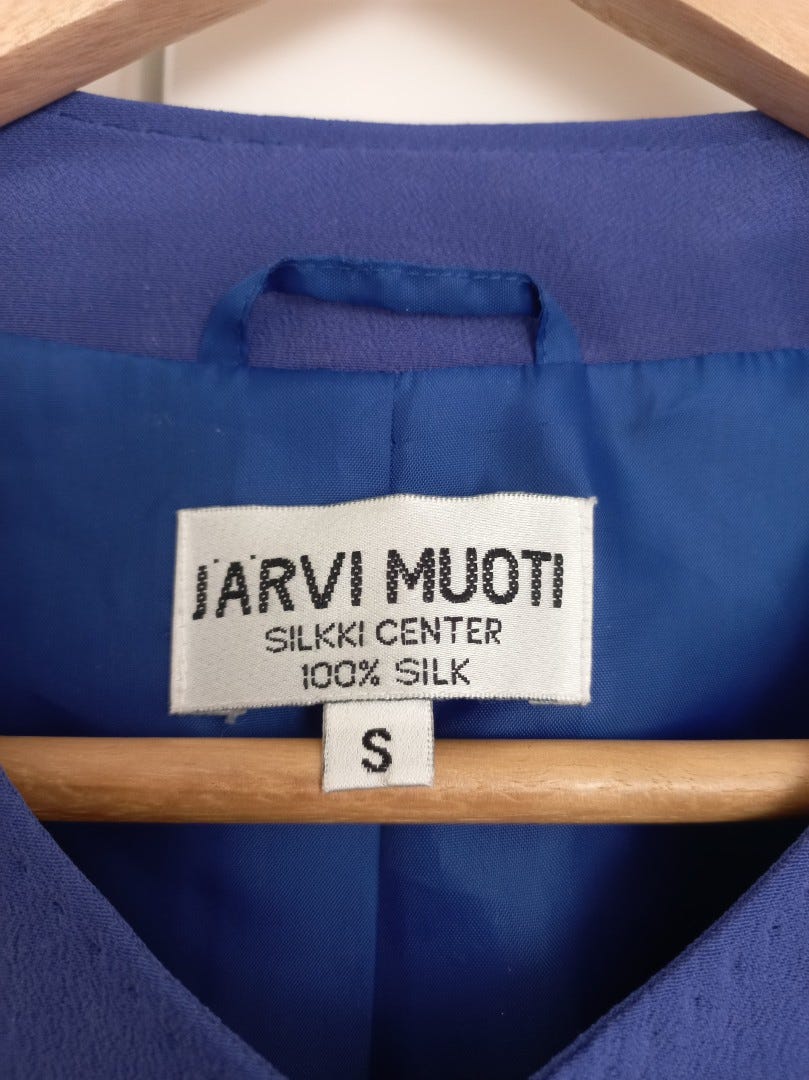 JÄRVI MUOTI
SILKKI CENTER
100% SILK
S